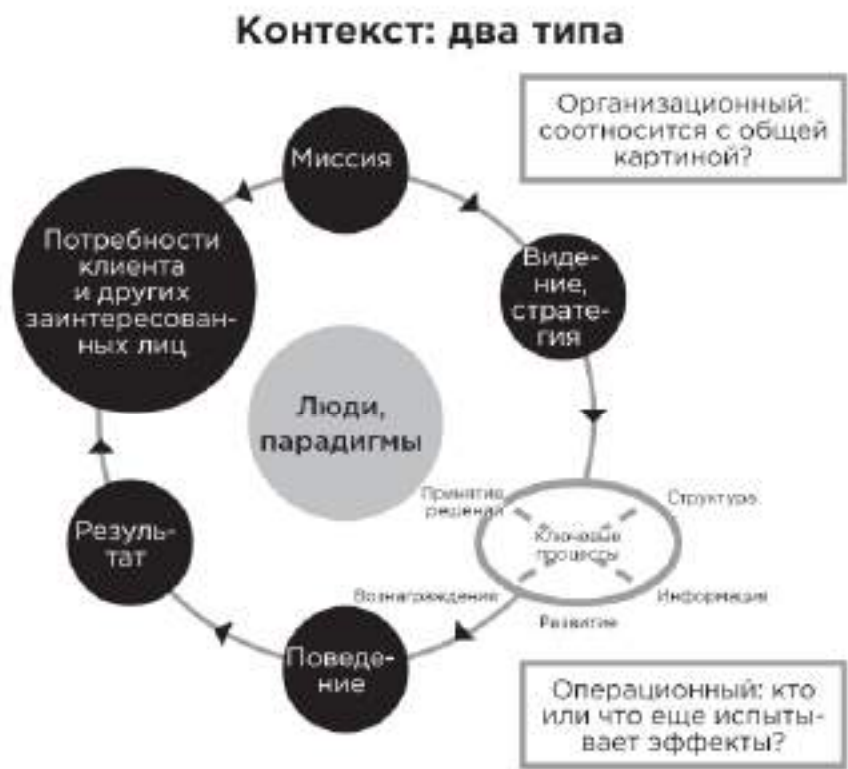 Контекст: два типа
Организационный:
соотносится с общей
картиной?
Миссия
Потребности
клиента
и других
заинтересован-
ных лиц
Виде-
ние,
страте-
гия
Люди,
парадигмы
Принятие
решений
Структура
Ключевые
процессы
Резуль-
тат
Вознаграждения
Информация
Развитие
Поведе-
ние
Операционный: кто
или что еще испыты-
вает эффекты?